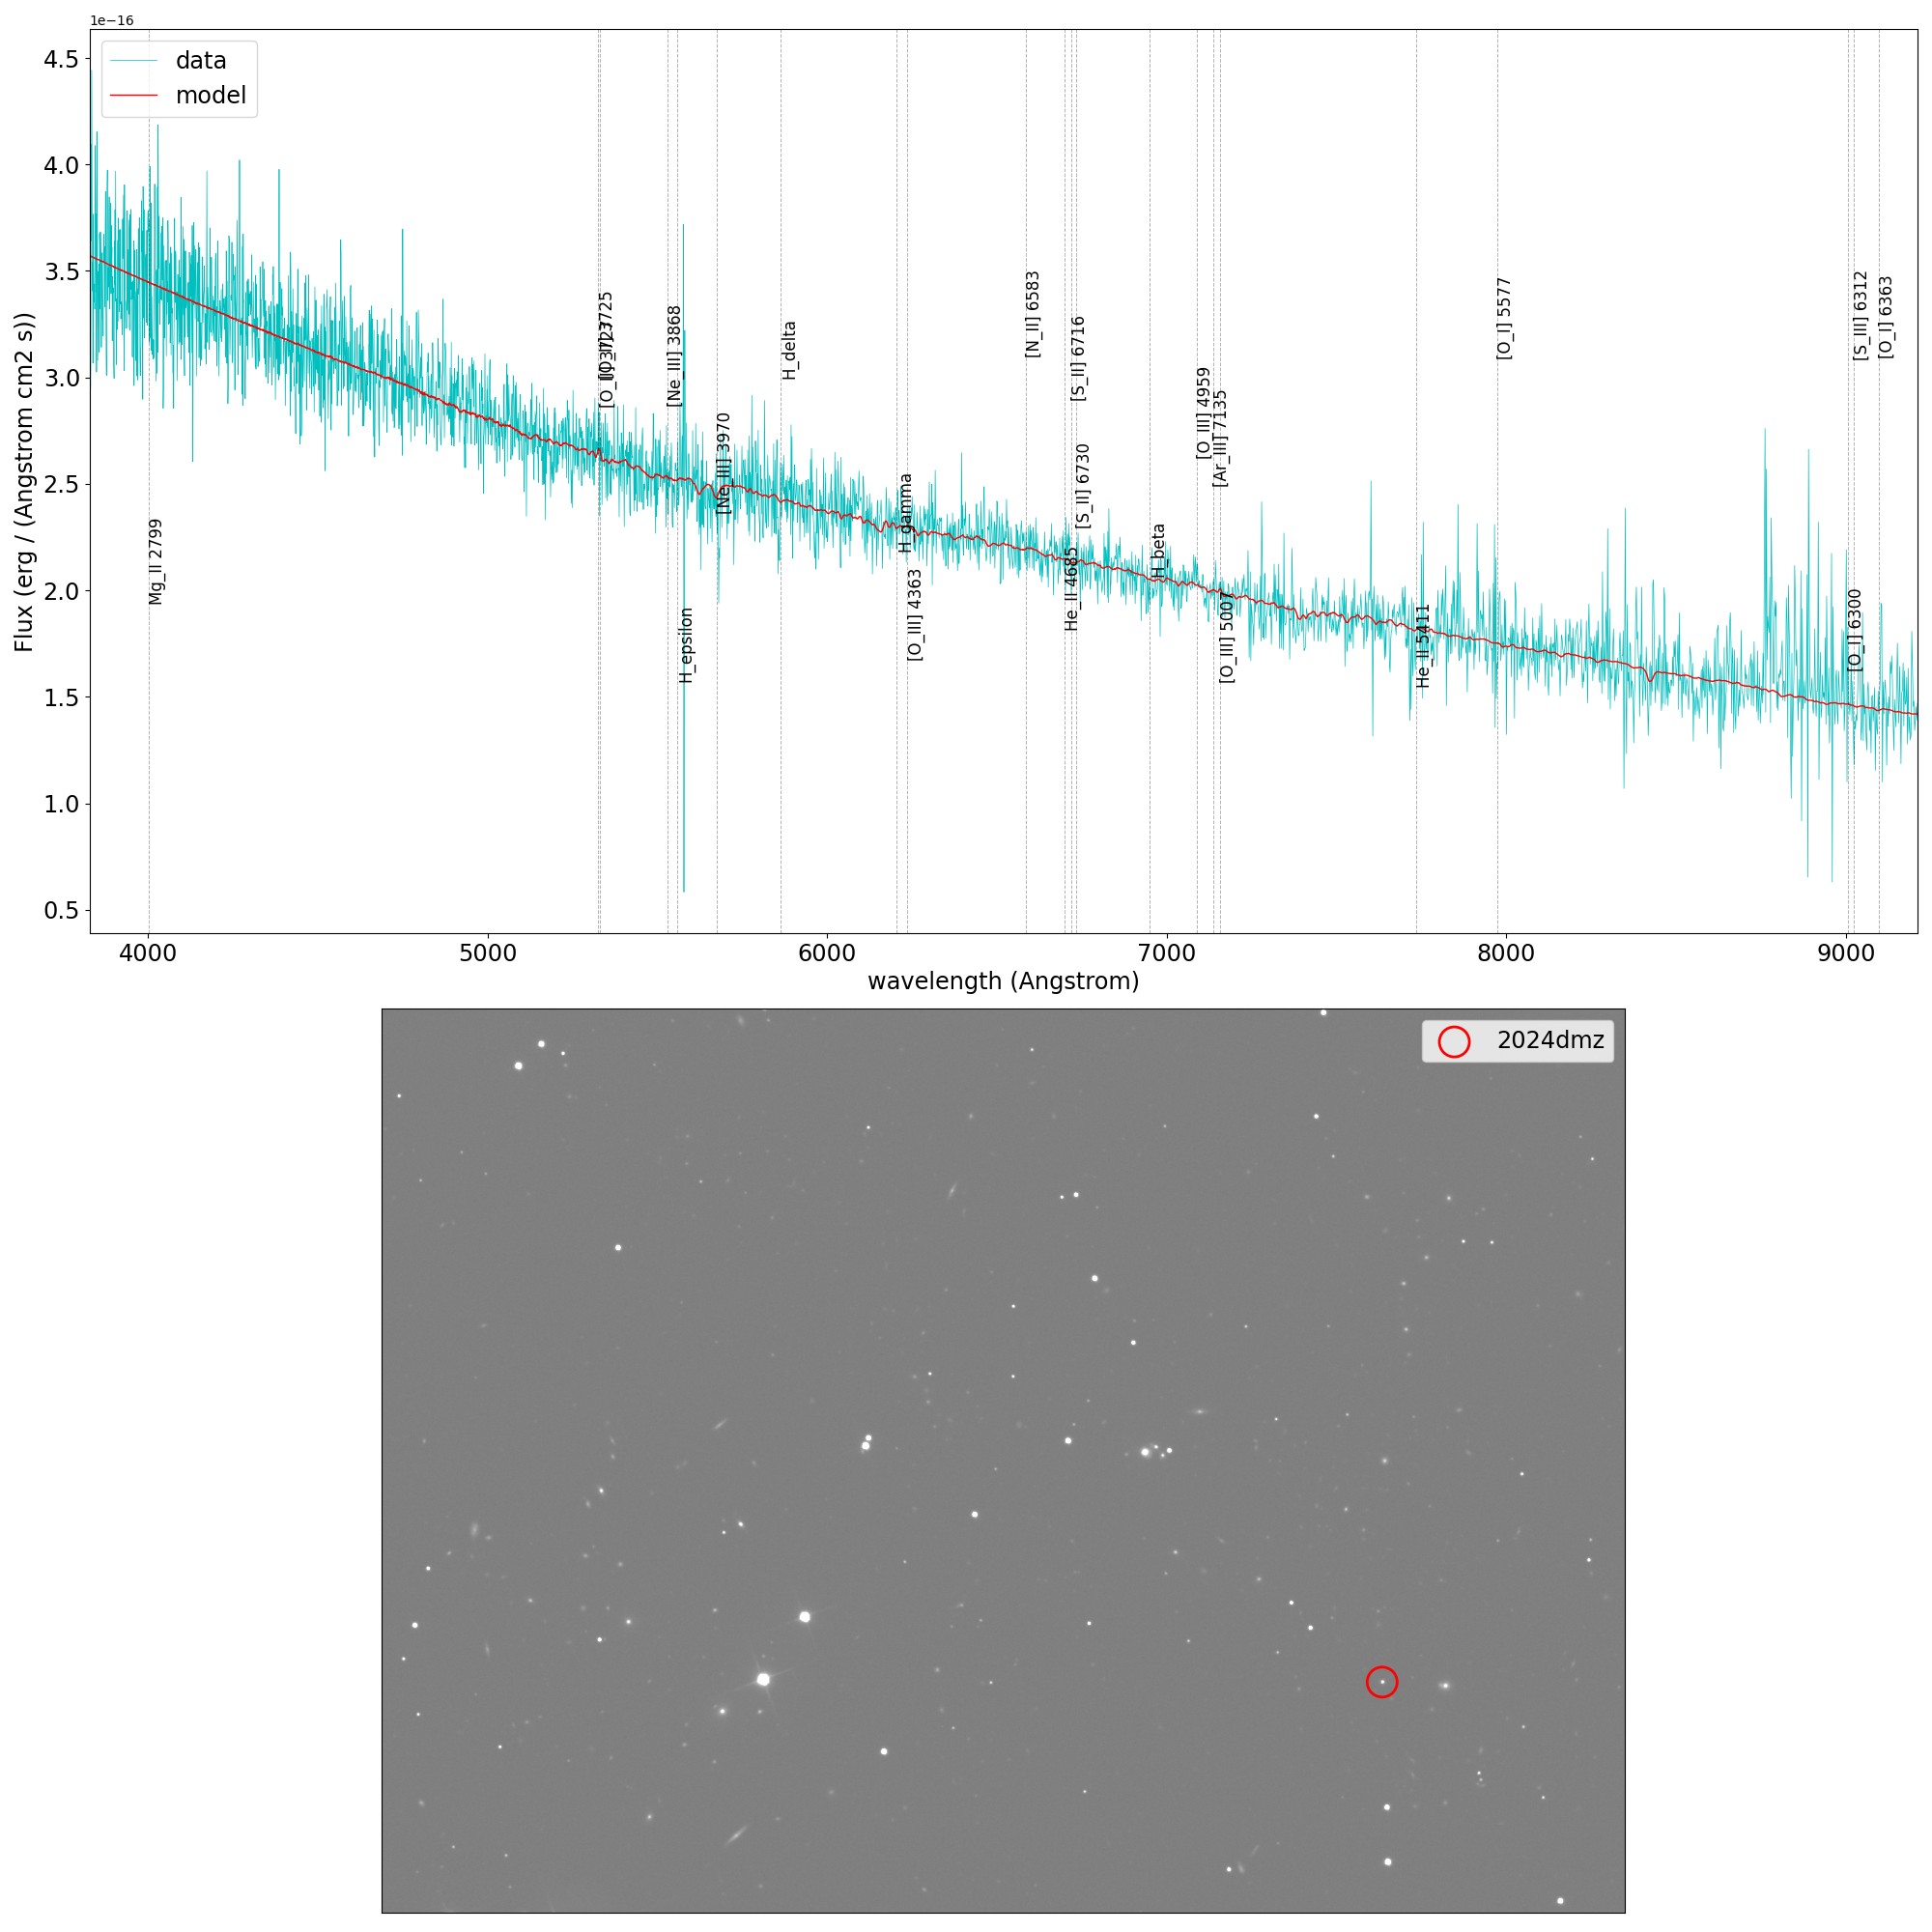 1e−16
data
model
4.5
4.0
3.5
3.0
2.5
2.0
1.5
1.0
0.5
Flux (erg / (Angstrom cm2 s))
Mg_II 2799
[Ne_III] 3868
H_epsilon
[Ne_III] 3970
H_delta
H_gamma
[O_III] 4363
[N_II] 6583
He_II 4685
[S_II] 6716
[S_II] 6730
H_beta
[O_III] 4959
[Ar_III] 7135
[O_III] 5007
He_II 5411
[O_I] 5577
[O_I] 6300
[S_III] 6312
[O_I] 6363
4000
5000
6000
7000
8000
9000
wavelength (Angstrom)
2024dmz